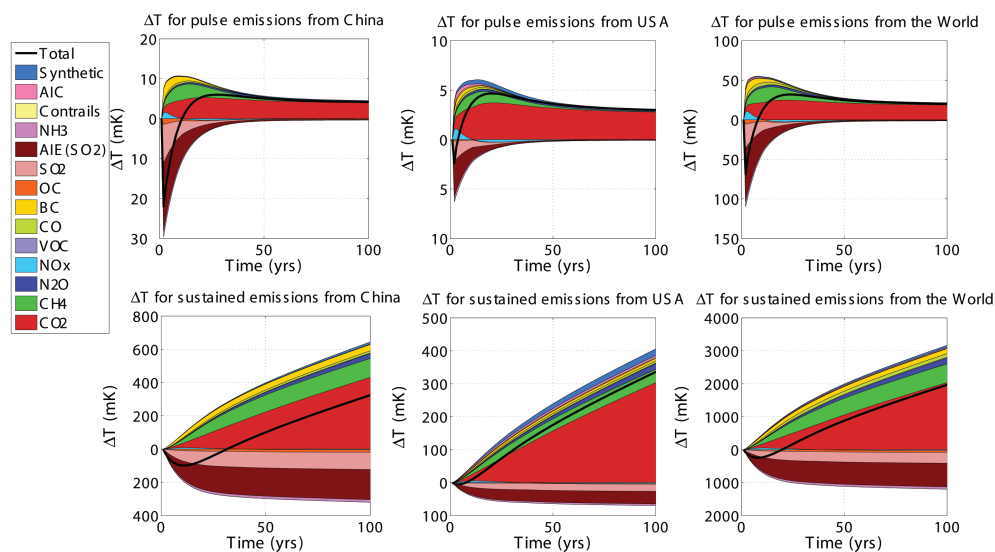 ΔT for pulse emissions from China
ΔT for pulse emissions from USA
ΔT for pulse emissions from the World
Total
Synthetic
AIC
Contrails
NH3
AIE (SO2)
SO2
OC
BC
CO
VOC
NOx
N2O
CH4
CO2
20
10
0
10
20
30
ΔT (mK)
0
50
100
Time (yrs)
10
5
0
5
10
ΔT (mK)
0
50
100
Time (yrs)
100
50
0
50
100
150
ΔT (mK)
0
50
100
Time (yrs)
ΔT for sustained emissions from China
ΔT for sustained emissions from USA
ΔT for sustained emissions from the World
800
600
400
200
0
200
400
ΔT (mK)
0
50
100
Time (yrs)
500
400
300
200
100
0
100
ΔT (mK)
0
50
100
Time (yrs)
4000
3000
2000
1000
0
1000
2000
ΔT (mK)
0
50
100
Time (yrs)